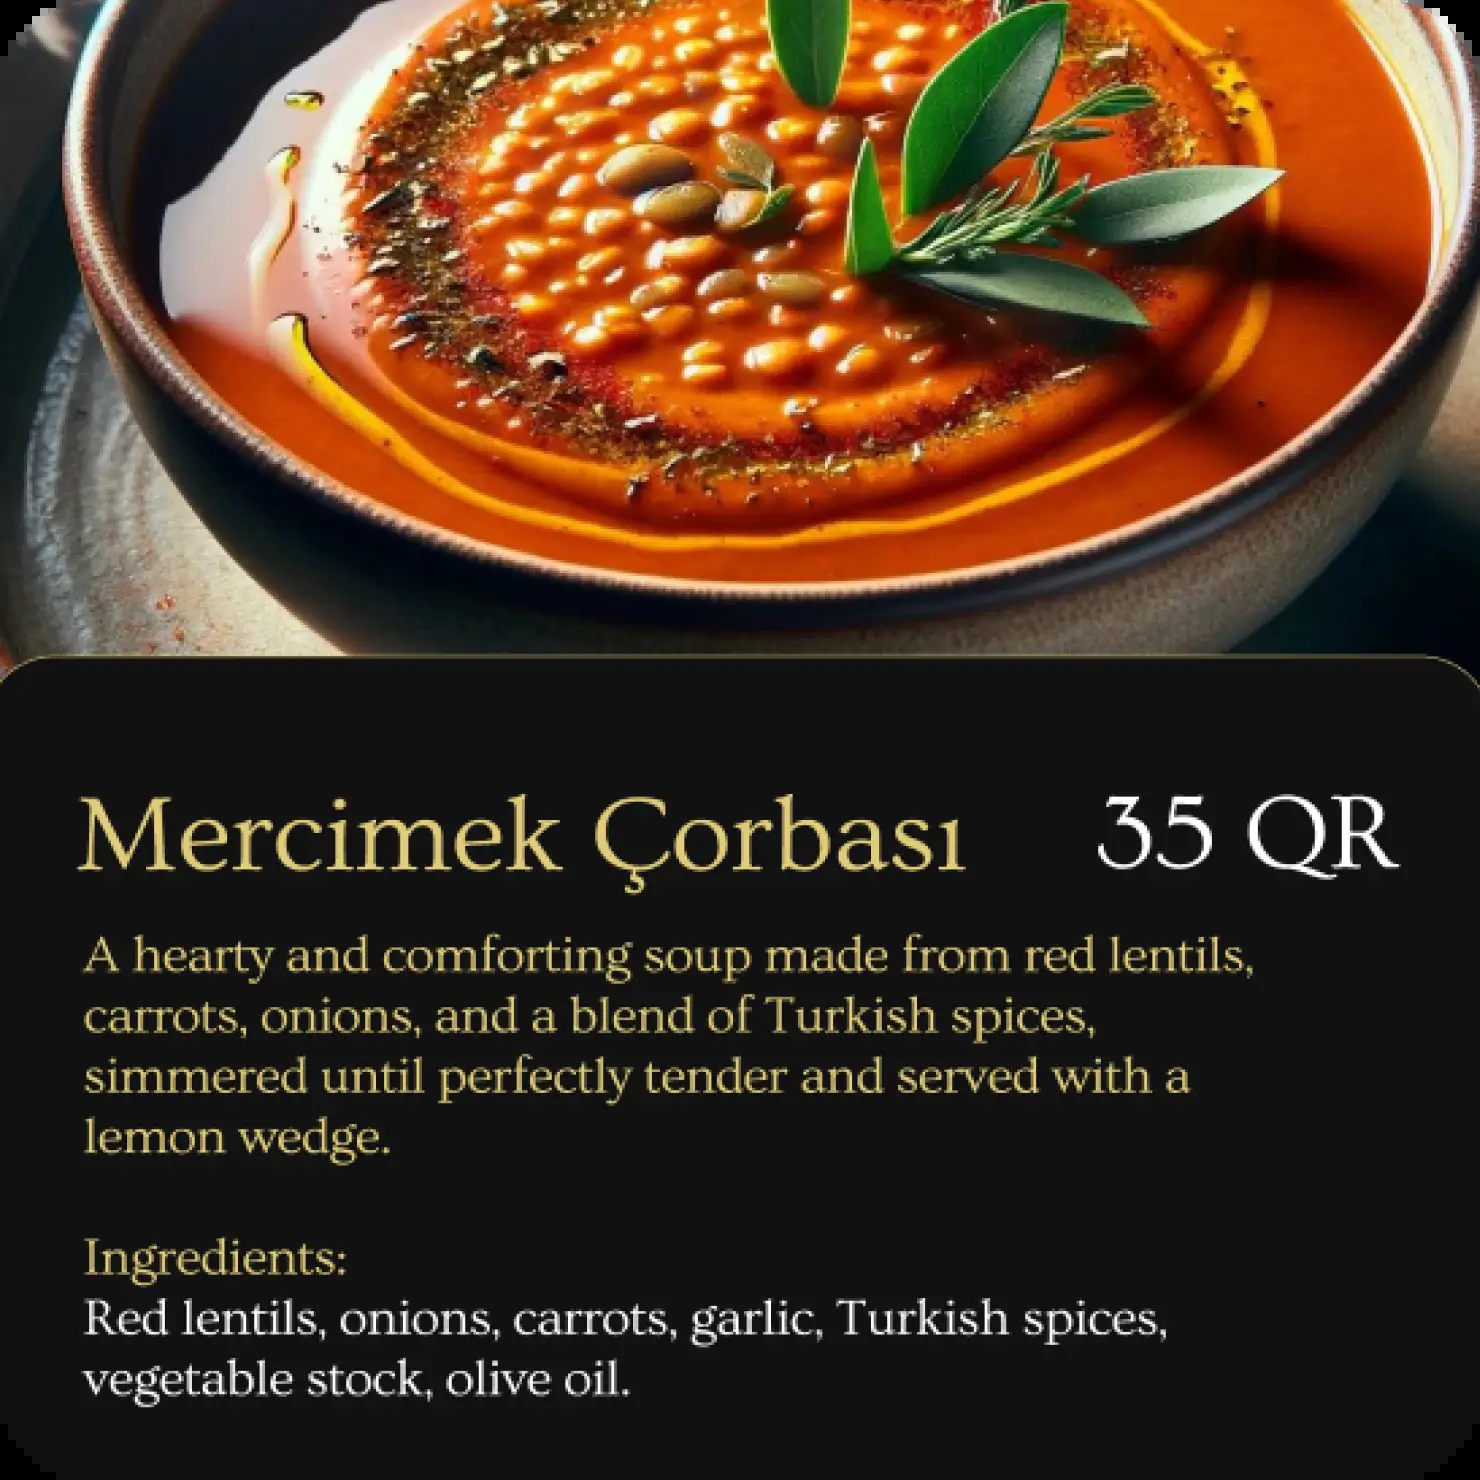 Mercimek Çorbası 35 QR
A hearty and comforting soup made from red lentils,
carrots, onions, and a blend of Turkish spices,
simmered until perfectly tender and served with a
lemon wedge.
Ingredients:
Red lentils, onions, carrots, garlic, Turkish spices,
vegetable stock, olive oil.